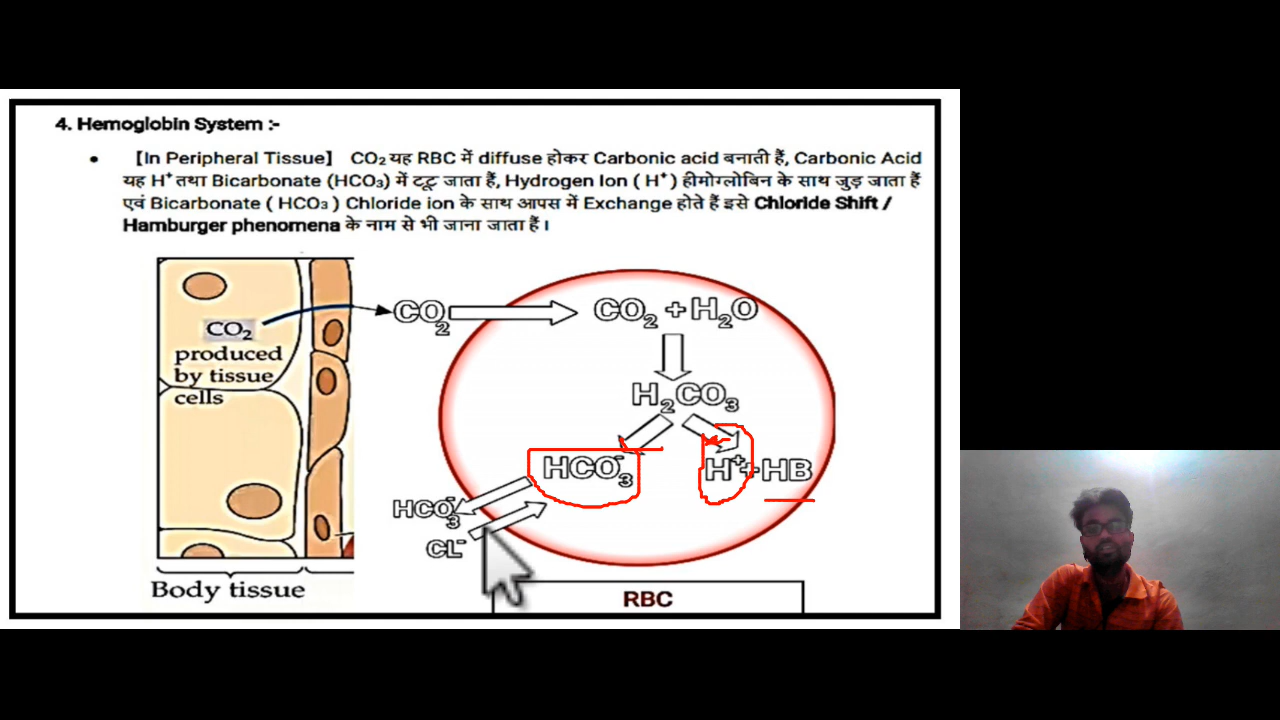 4. Hemoglobin System :-
• 【In Peripheral Tissue】 CO₂ यह RBC में diffuse होकर Carbonic acid बनाती हैं, Carbonic Acid
यह H⁺ तथा Bicarbonate (HCO₃) में टूट जाता हैं, Hydrogen Ion ( H⁺ ) हीमोग्लोबिन के साथ जुड़ जाता हैं
एवं Bicarbonate ( HCO₃ ) Chloride ion के साथ आपस में Exchange होते हैं इसे Chloride Shift /
Hamburger phenomena के नाम से भी जाना जाता हैं।
CO₂
produced
by tissue
cells
CO₂
CO₂ + H₂O
H₂CO₃
HCO₃⁻
H⁺ + HB
HCO₃⁻
CL⁻
Body tissue
RBC